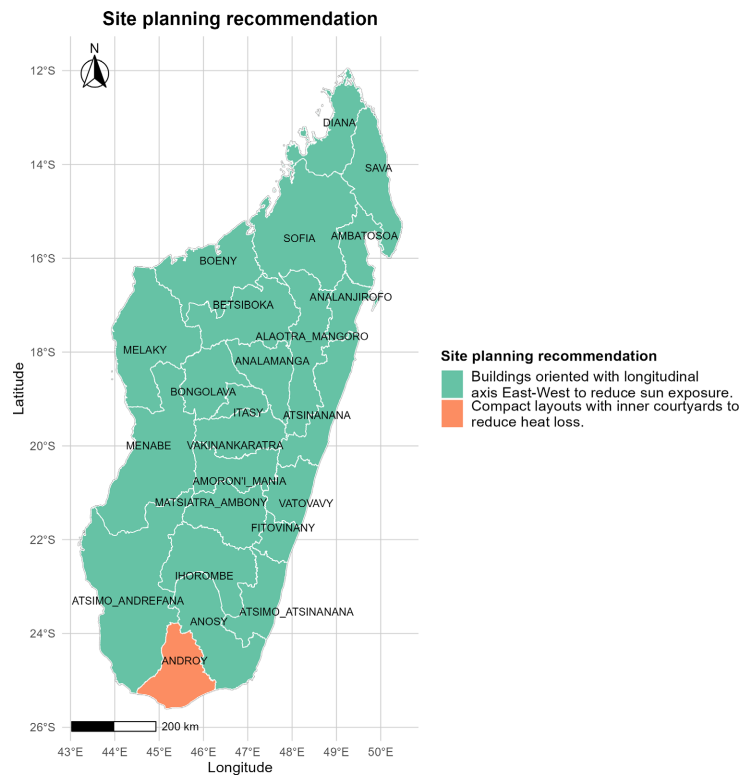 Site planning recommendation
N
12°S
14°S
16°S
18°S
20°S
22°S
24°S
26°S
Latitude
DIANA
SAVA
SOFIA
AMBATOSOA
BOENY
ANALANJIROFO
BETSIBOKA
ALAOTRA_MANGORO
MELAKY
ANALAMANGA
BONGOLAVA
ITASY
ATSINANANA
MENABE
VAKINANKARATRA
AMORON'I_MANIA
MATSIATRA_AMBONY
VATOVAVY
FITOVINANY
IHOROMBE
ATSIMO_ANDREFANA
ATSIMO_ATSINANANA
ANOSY
ANDROY
200 km
43°E 44°E 45°E 46°E 47°E 48°E 49°E 50°E
Longitude
Site planning recommendation
Buildings oriented with longitudinal
axis East-West to reduce sun exposure.
Compact layouts with inner courtyards to
reduce heat loss.